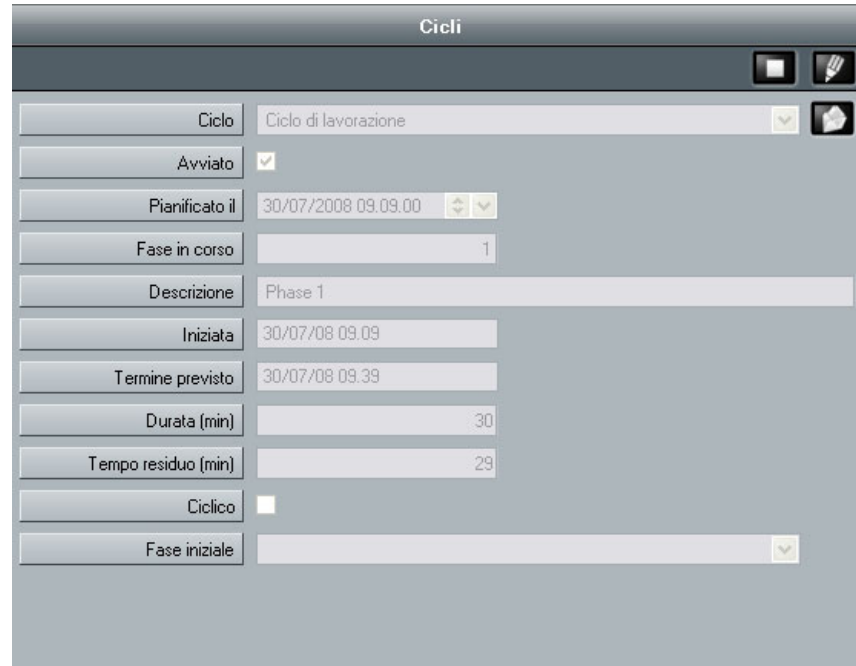 Cicli
Ciclo Ciclo di lavorazione
Avviato
Pianificato il 30/07/2008 09.09.00
Fase in corso 1
Descrizione Phase 1
Iniziata 30/07/08 09.09
Termine previsto 30/07/08 09.39
Durata (min) 30
Tempo residuo (min) 29
Ciclico
Fase iniziale